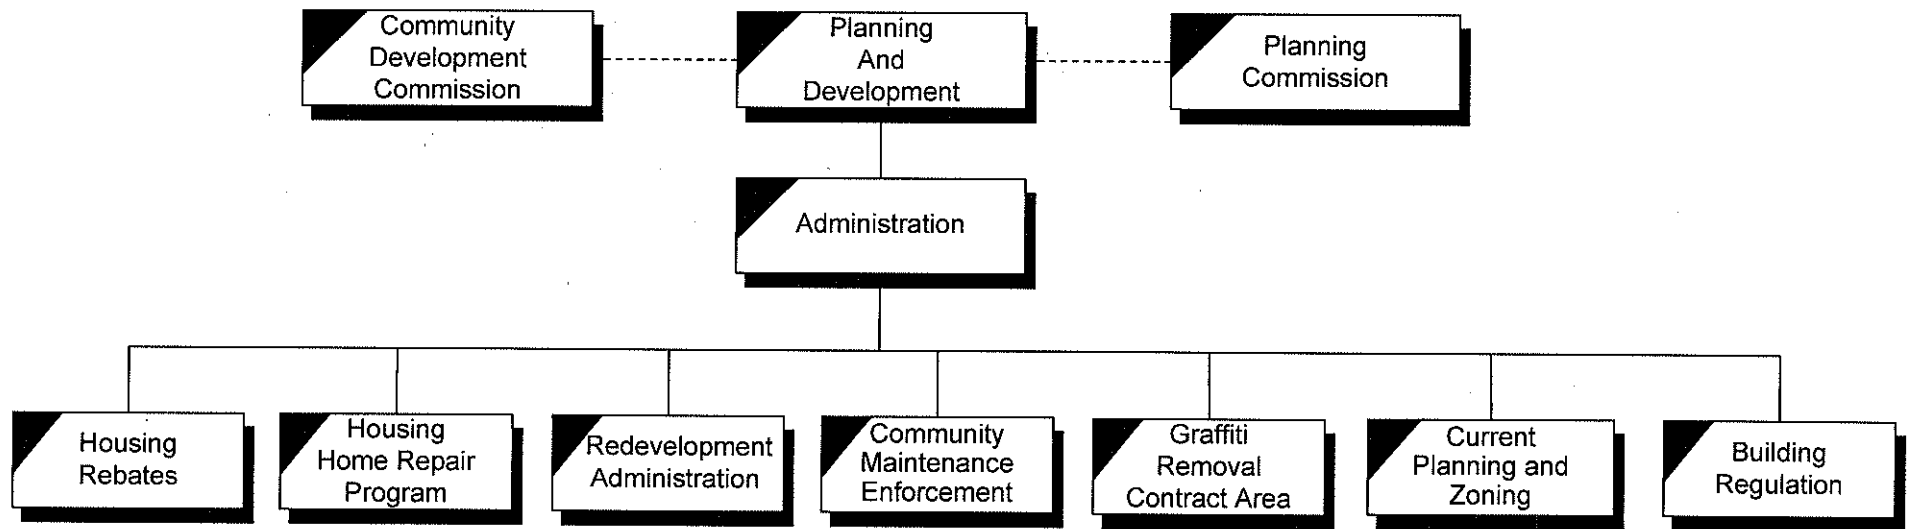 Community
Development
Commission
Planning
And
Development
Planning
Commission
Administration
Housing
Rebates
Housing
Home Repair
Program
Redevelopment
Administration
Community
Maintenance
Enforcement
Graffiti
Removal
Contract Area
Current
Planning and
Zoning
Building
Regulation